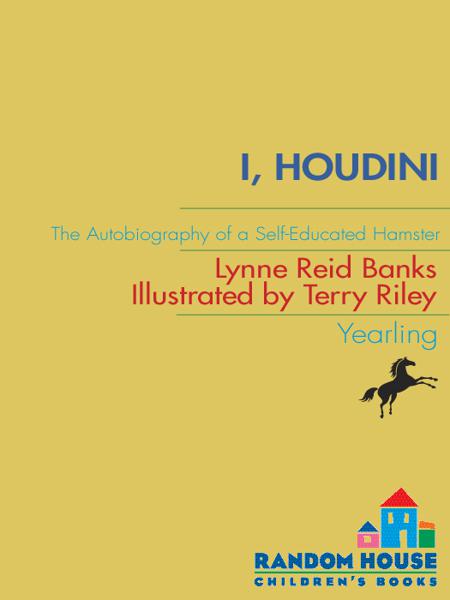 I, HOUDINI
The Autobiography of a Self-Educated Hamster
Lynne Reid Banks
Illustrated by Terry Riley
Yearling
RANDOM HOUSE
CHILDREN'S BOOKS